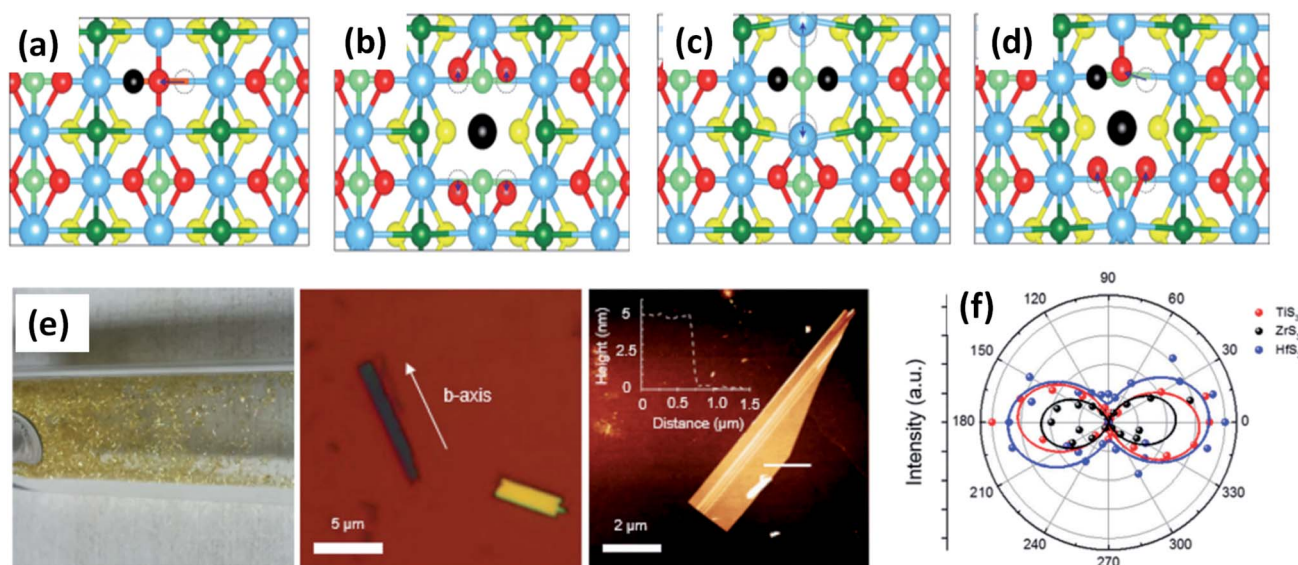 (a)
(b)
(c)
(d)
(e)
b-axis
5 μm
Height (nm)
5
2.5
0
0 0.5 1.0 1.5
Distance (μm)
2 μm
(f)
Intensity (a.u.)
90
120
60
150
30
180
0
210
330
240
300
270
TiS
ZrS
HfS